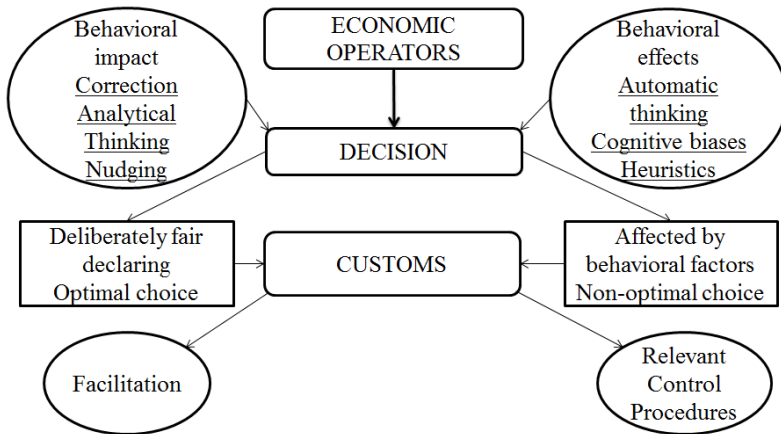 Behavioral
impact
Correction
Analytical
Thinking
Nudging
ECONOMIC
OPERATORS
Behavioral
effects
Automatic
thinking
Cognitive biases
Heuristics
DECISION
Deliberately fair
declaring
Optimal choice
CUSTOMS
Affected by
behavioral factors
Non-optimal choice
Facilitation
Relevant
Control
Procedures